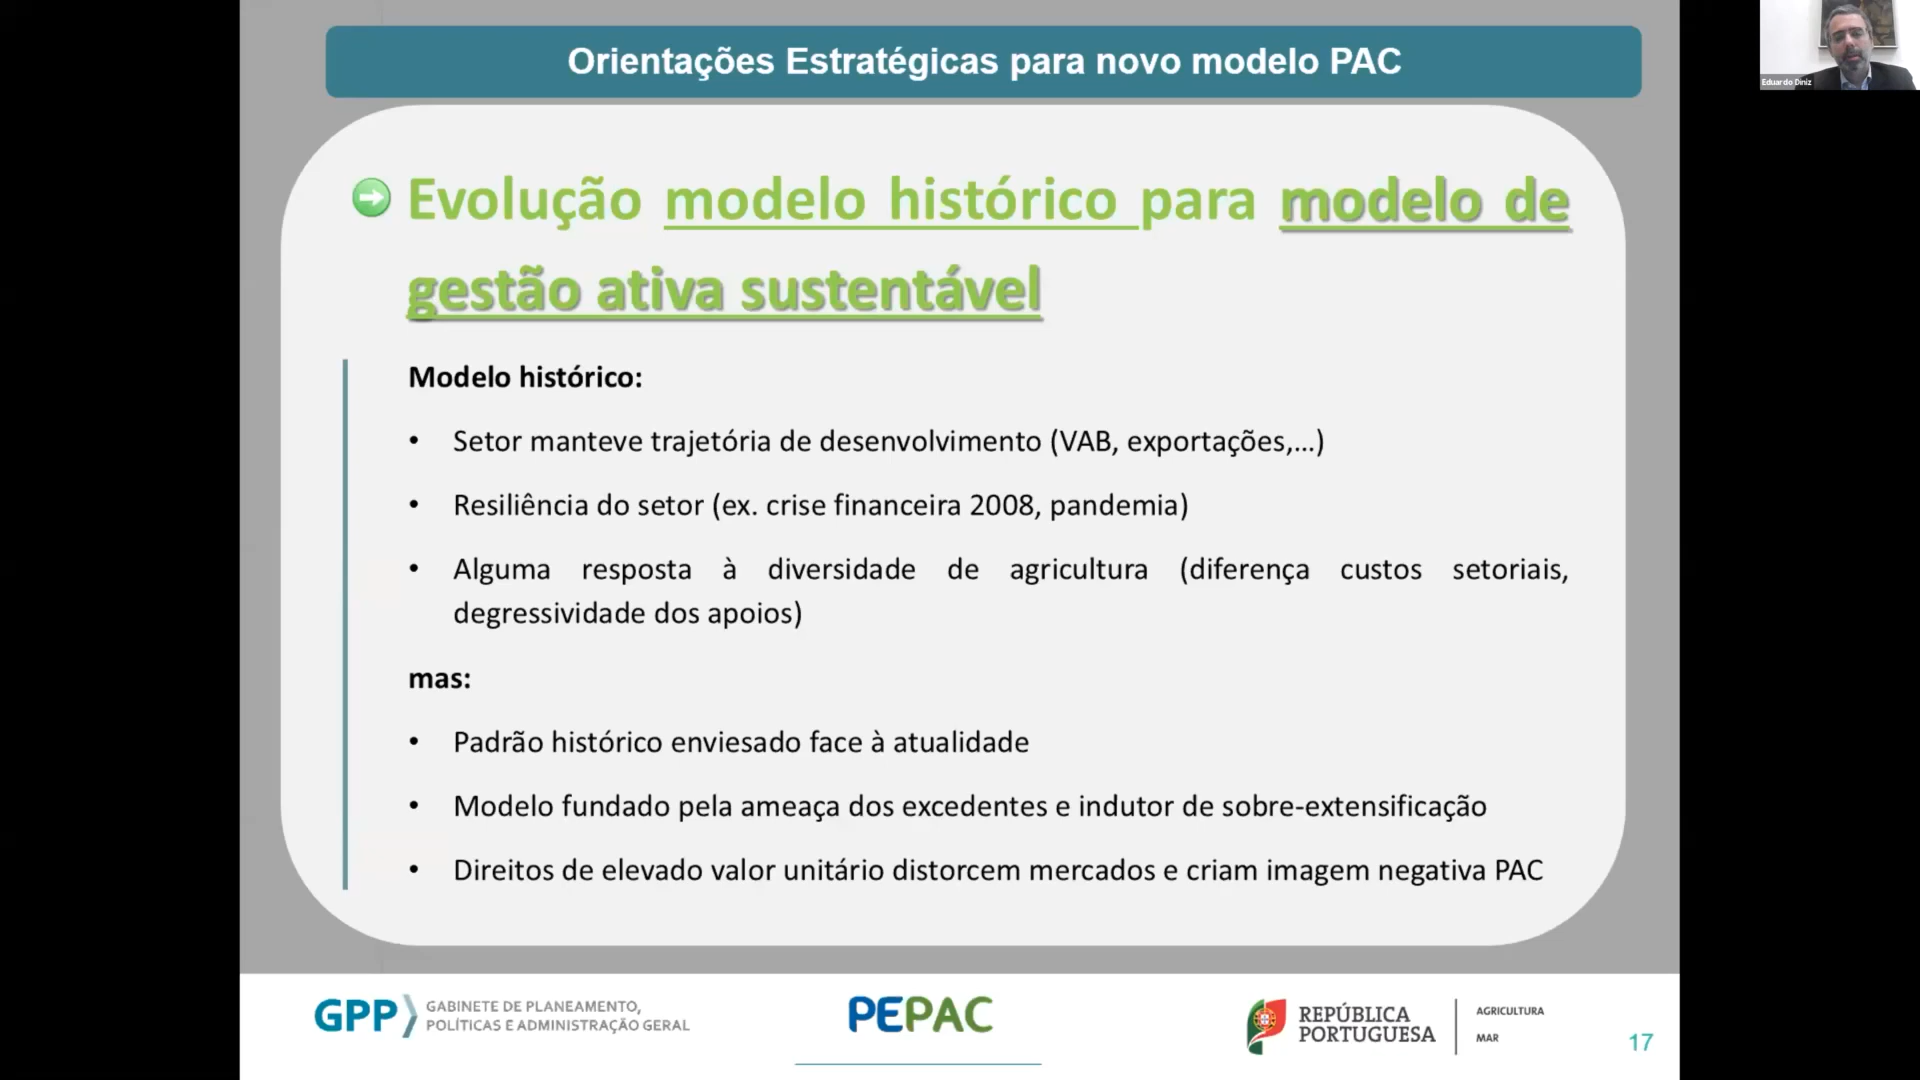 Orientações Estratégicas para novo modelo PAC
Eduardo Diniz
Evolução modelo histórico para modelo de
gestão ativa sustentável
Modelo histórico:
• Setor manteve trajetória de desenvolvimento (VAB, exportações,...)
• Resiliência do setor (ex. crise financeira 2008, pandemia)
• Alguma resposta à diversidade de agricultura (diferença custos setoriais,
degressividade dos apoios)
mas:
• Padrão histórico enviesado face à atualidade
• Modelo fundado pela ameaça dos excedentes e indutor de sobre-extensificação
• Direitos de elevado valor unitário distorcem mercados e criam imagem negativa PAC
GPP
GABINETE DE PLANEAMENTO,
POLÍTICAS E ADMINISTRAÇÃO GERAL
PEPAC
REPÚBLICA
PORTUGUESA
AGRICULTURA
MAR
17